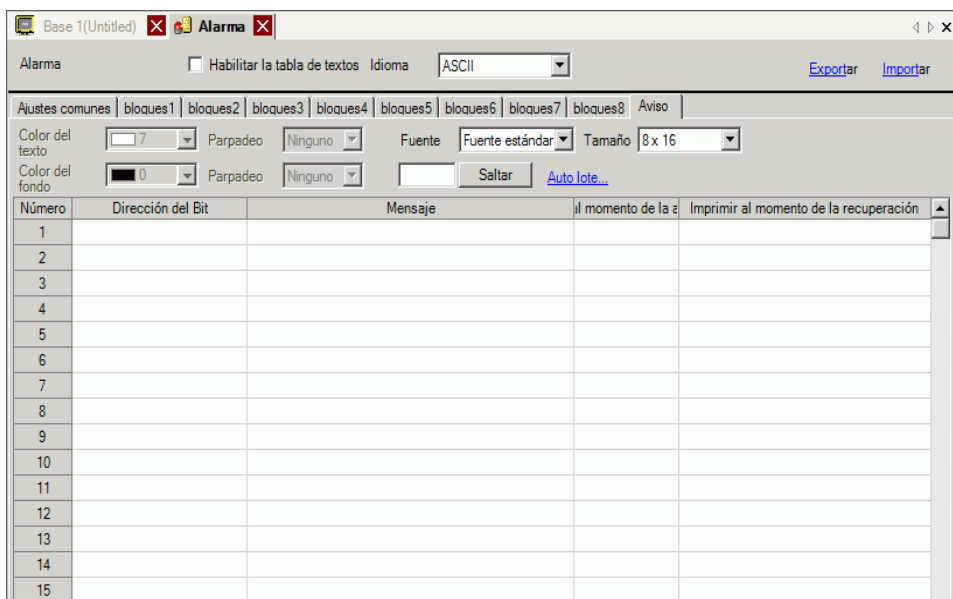 Base 1(Untitled) Alarma
Alarma Habilitar la tabla de textos Idioma ASCII Exportar Importar
Ajustes comunes bloques1 bloques2 bloques3 bloques4 bloques5 bloques6 bloques7 bloques8 Aviso
Color del texto 7 Parpadeo Ninguno Fuente Fuente estándar Tamaño 8 x 16
Color del fondo 0 Parpadeo Ninguno Saltar Auto lote...
Número Dirección del Bit Mensaje al momento de la a Imprimir al momento de la recuperación
1
2
3
4
5
6
7
8
9
10
11
12
13
14
15